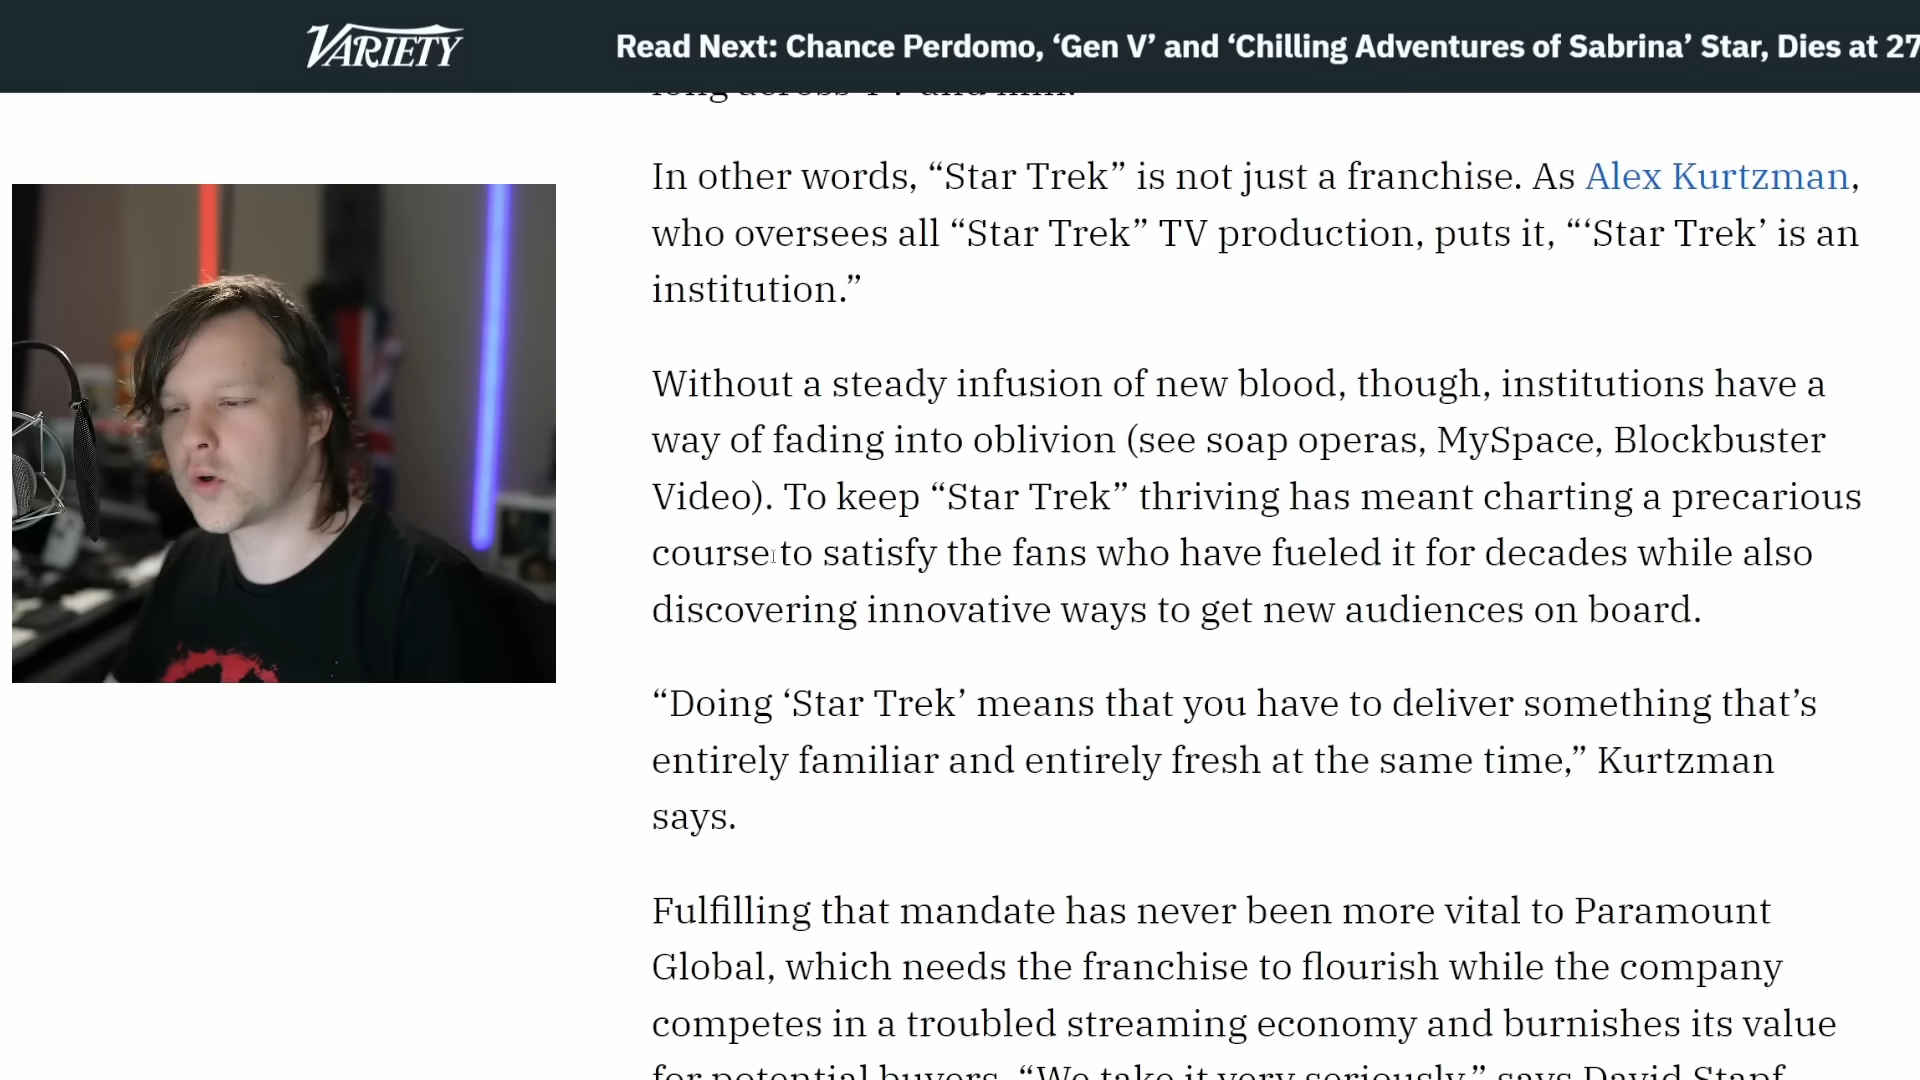 VARIETY
Read Next: Chance Perdomo, ‘Gen V’ and ‘Chilling Adventures of Sabrina’ Star, Dies at 27
long across TV and film.
In other words, “Star Trek” is not just a franchise. As Alex Kurtzman,
who oversees all “Star Trek” TV production, puts it, “‘Star Trek’ is an
institution.”
Without a steady infusion of new blood, though, institutions have a
way of fading into oblivion (see soap operas, MySpace, Blockbuster
Video). To keep “Star Trek” thriving has meant charting a precarious
course to satisfy the fans who have fueled it for decades while also
discovering innovative ways to get new audiences on board.
“Doing ‘Star Trek’ means that you have to deliver something that’s
entirely familiar and entirely fresh at the same time,” Kurtzman
says.
Fulfilling that mandate has never been more vital to Paramount
Global, which needs the franchise to flourish while the company
competes in a troubled streaming economy and burnishes its value
for potential buyers. “We take it very seriously,” says David Stapf,